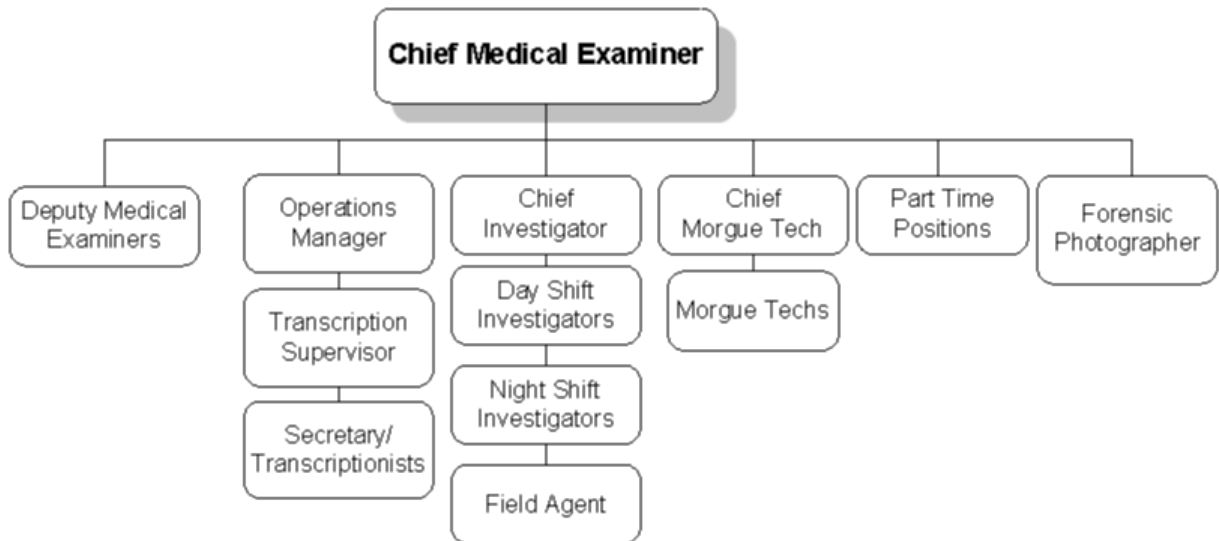 Chief Medical Examiner
Deputy Medical
Examiners
Operations
Manager
Chief
Investigator
Chief
Morgue Tech
Part Time
Positions
Forensic
Photographer
Transcription
Supervisor
Day Shift
Investigators
Morgue Techs
Secretary/
Transcriptionists
Night Shift
Investigators
Field Agent